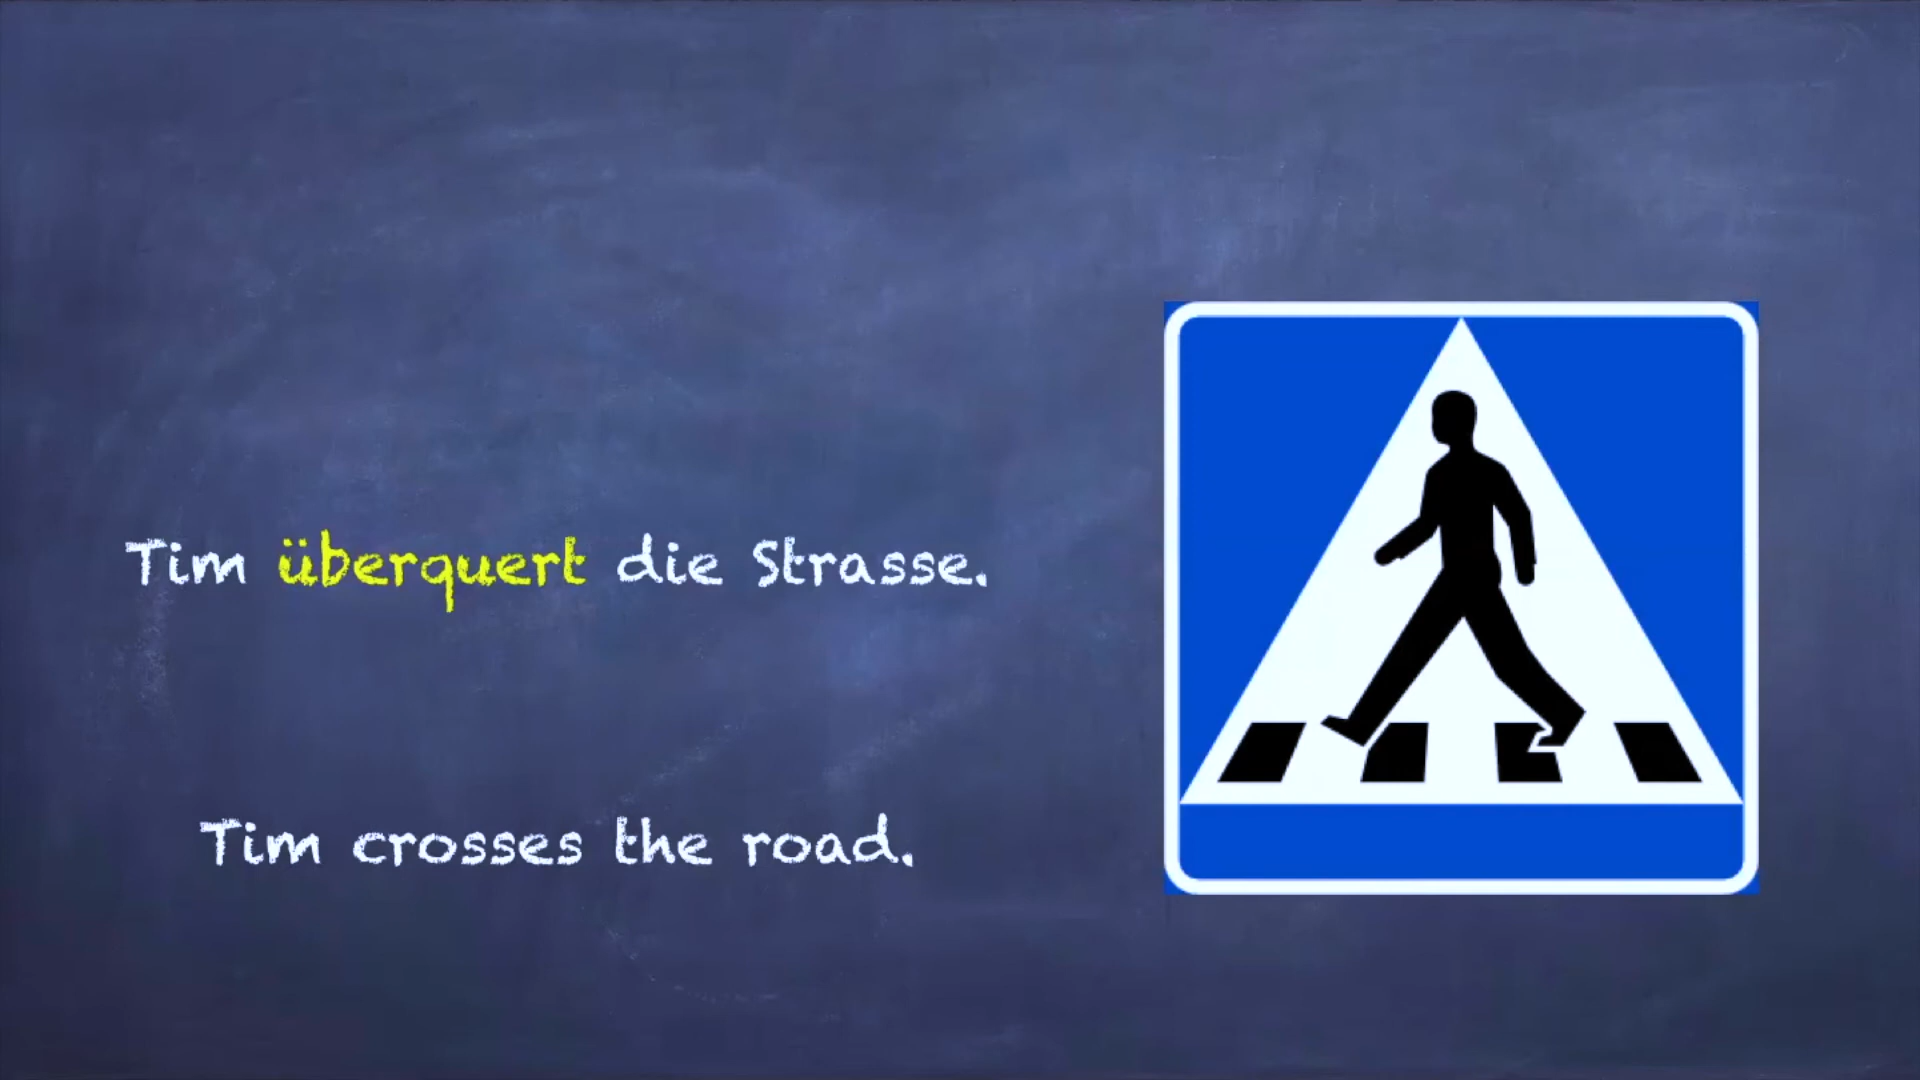 Tim überquert die Strasse.
Tim crosses the road.